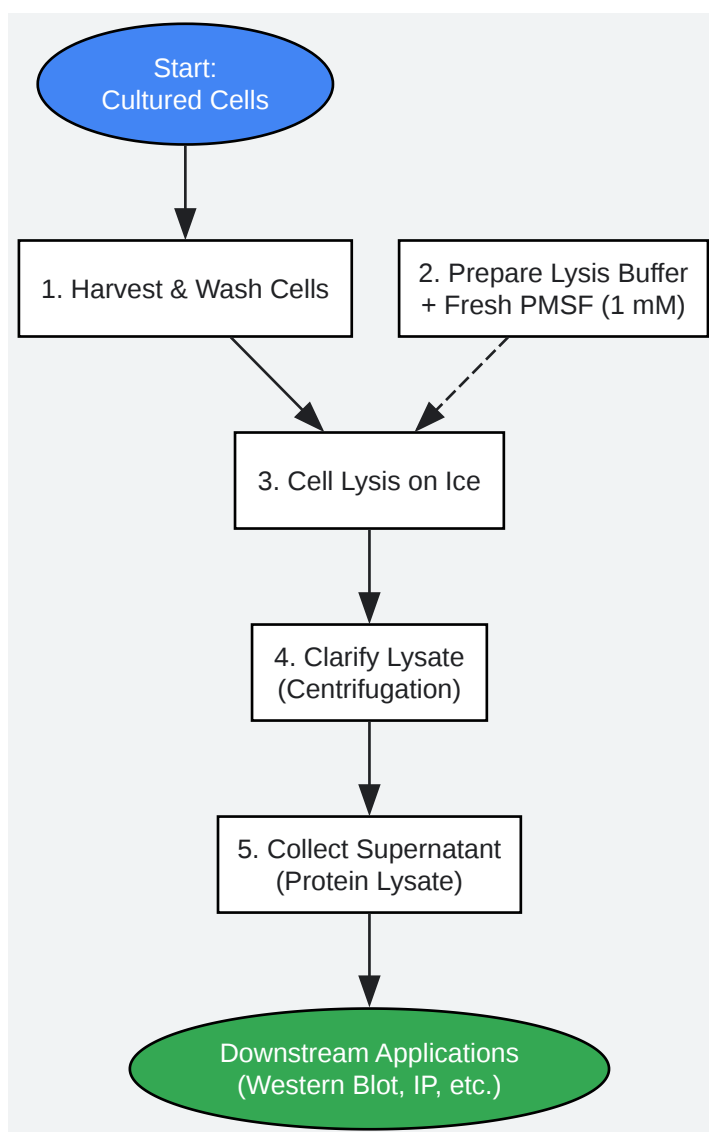 Start:
Cultured Cells
1. Harvest & Wash Cells
2. Prepare Lysis Buffer
+ Fresh PMSF (1 mM)
3. Cell Lysis on Ice
4. Clarify Lysate
(Centrifugation)
5. Collect Supernatant
(Protein Lysate)
Downstream Applications
(Western Blot, IP, etc.)